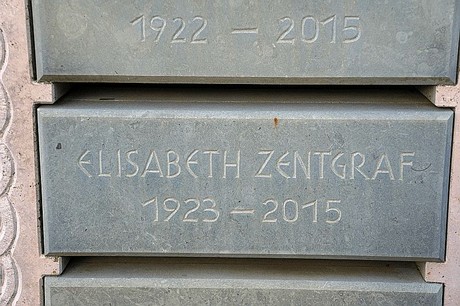 1922 — 2015
ELISABETH ZENTGRAF
1923 — 2015